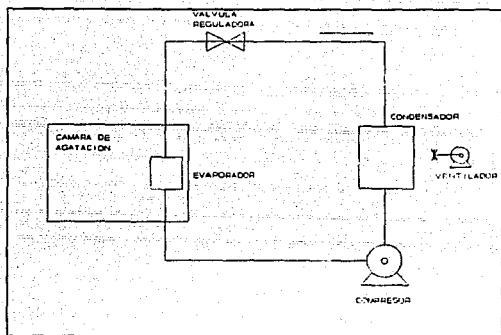 VALVULA
REGULADORA
CONDENSADOR
CAMARA DE
AGATACION
EVAPORADOR
VENTILADOR
COMPRESOR